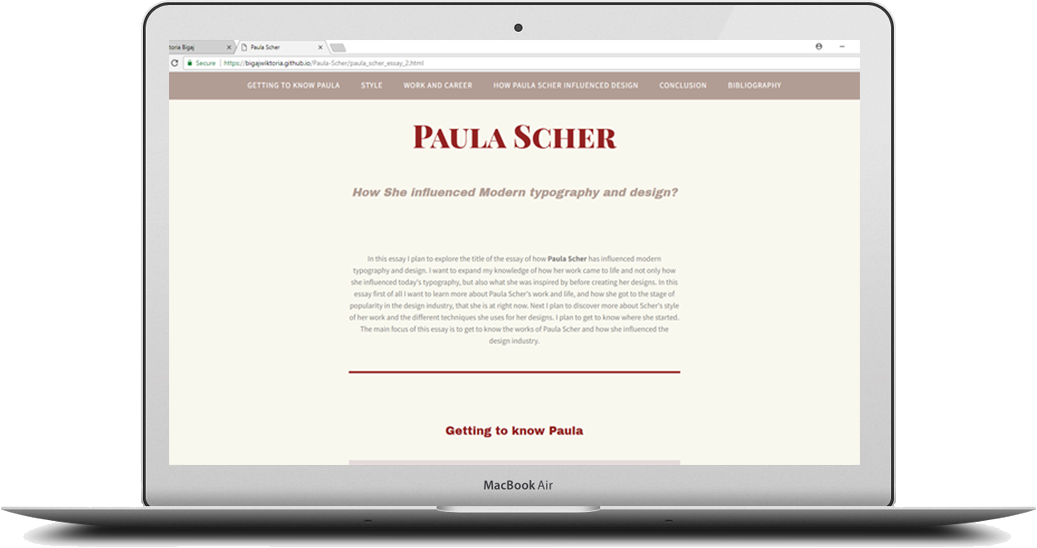 toria Bigaj
Paula Scher
Secure https://bigajwiktoria.github.io/Paula-Scher/paula_scher_essay_2.html
GETTING TO KNOW PAULA STYLE WORK AND CAREER HOW PAULA SCHER INFLUENCED DESIGN CONCLUSION BIBLIOGRAPHY
PAULA SCHER
How She influenced Modern typography and design?
In this essay I plan to explore the title of the essay of how Paula Scher has influenced modern
typography and design. I want to expand my knowledge of how her work came to life and not only how
she influenced today's typography, but also what she was inspired by before creating her designs. In this
essay first of all I want to learn more about Paula Scher's work and life, and how she got to the stage of
popularity in the design industry, that she is at right now. Next I plan to discover more about Scher's style
of her work and the different techniques she uses for her designs. I plan to get to know where she started.
The main focus of this essay is to get to know the works of Paula Scher and how she influenced the
design industry.
Getting to know Paula
MacBook Air